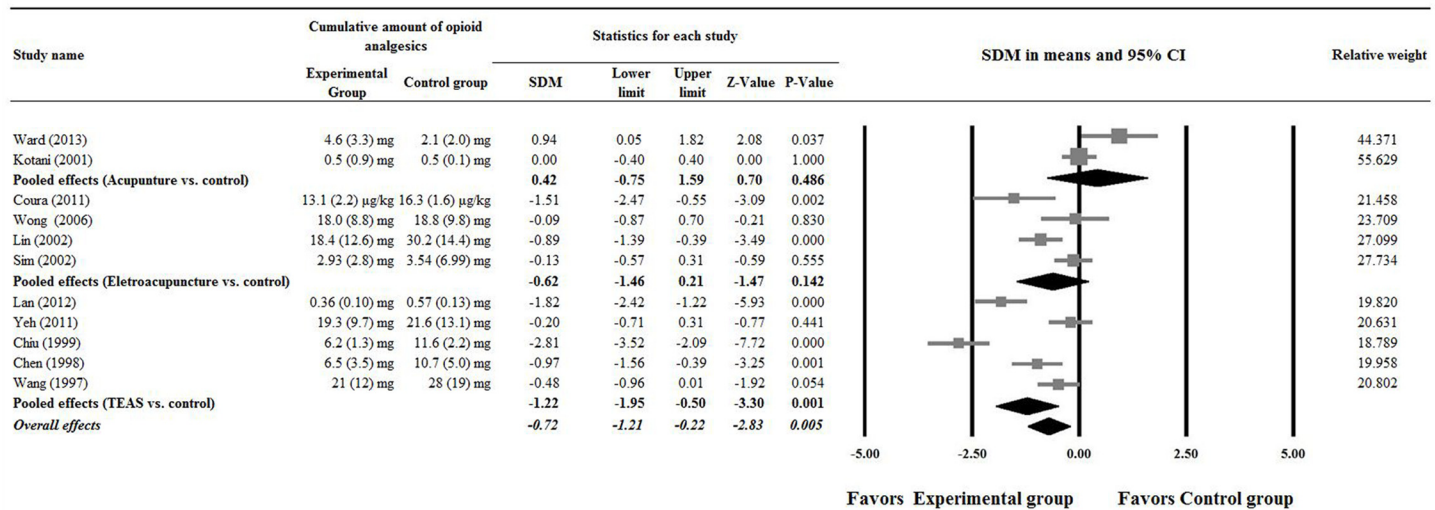 Study name Cumulative amount of opioid analgesics Statistics for each study SDM in means and 95% CI Relative weight
Experimental Group Control group SDM Lower limit Upper limit Z-Value P-Value
Ward (2013) 4.6 (3.3) mg 2.1 (2.0) mg 0.94 0.05 1.82 2.08 0.037 44.371
Kotani (2001) 0.5 (0.9) mg 0.5 (0.1) mg 0.00 -0.40 0.40 0.00 1.000 55.629
Pooled effects (Acupunture vs. control) 0.42 -0.75 1.59 0.70 0.486
Coura (2011) 13.1 (2.2) µg/kg 16.3 (1.6) µg/kg -1.51 -2.47 -0.55 -3.09 0.002 21.458
Wong (2006) 18.0 (8.8) mg 18.8 (9.8) mg -0.09 -0.87 0.70 -0.21 0.830 23.709
Lin (2002) 18.4 (12.6) mg 30.2 (14.4) mg -0.89 -1.39 -0.39 -3.49 0.000 27.099
Sim (2002) 2.93 (2.8) mg 3.54 (6.99) mg -0.13 -0.57 0.31 -0.59 0.555 27.734
Pooled effects (Eletroacupuncture vs. control) -0.62 -1.46 0.21 -1.47 0.142
Lan (2012) 0.36 (0.10) mg 0.57 (0.13) mg -1.82 -2.42 -1.22 -5.93 0.000 19.820
Yeh (2011) 19.3 (9.7) mg 21.6 (13.1) mg -0.20 -0.71 0.31 -0.77 0.441 20.631
Chiu (1999) 6.2 (1.3) mg 11.6 (2.2) mg -2.81 -3.52 -2.09 -7.72 0.000 18.789
Chen (1998) 6.5 (3.5) mg 10.7 (5.0) mg -0.97 -1.56 -0.39 -3.25 0.001 19.958
Wang (1997) 21 (12) mg 28 (19) mg -0.48 -0.96 0.01 -1.92 0.054 20.802
Pooled effects (TEAS vs. control) -1.22 -1.95 -0.50 -3.30 0.001
Overall effects -0.72 -1.21 -0.22 -2.83 0.005
-5.00 -2.50 0.00 2.50 5.00
Favors Experimental group Favors Control group